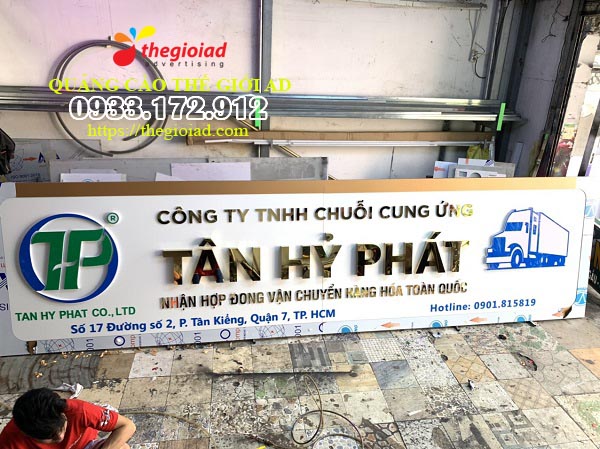 thegioiad
advertising
QUẢNG CÁO THẾ GIỚI AD
0933.172.912
https://thegioiad.com
TP
®
TAN HY PHAT CO.,LTD
CÔNG TY TNHH CHUỖI CUNG ỨNG
TÂN HỶ PHÁT
NHẬN HỢP ĐỒNG VẬN CHUYỂN HÀNG HÓA TOÀN QUỐC
Số 17 Đường số 2, P. Tân Kiểng, Quận 7, TP. HCM
Hotline: 0901.815819